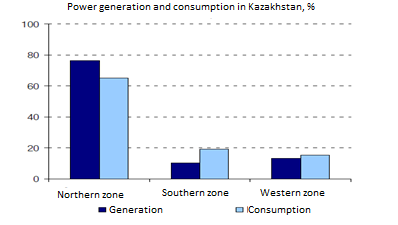 Power generation and consumption in Kazakhstan, %
100
80
60
40
20
0
Northern zone Southern zone Western zone
Generation Consumption